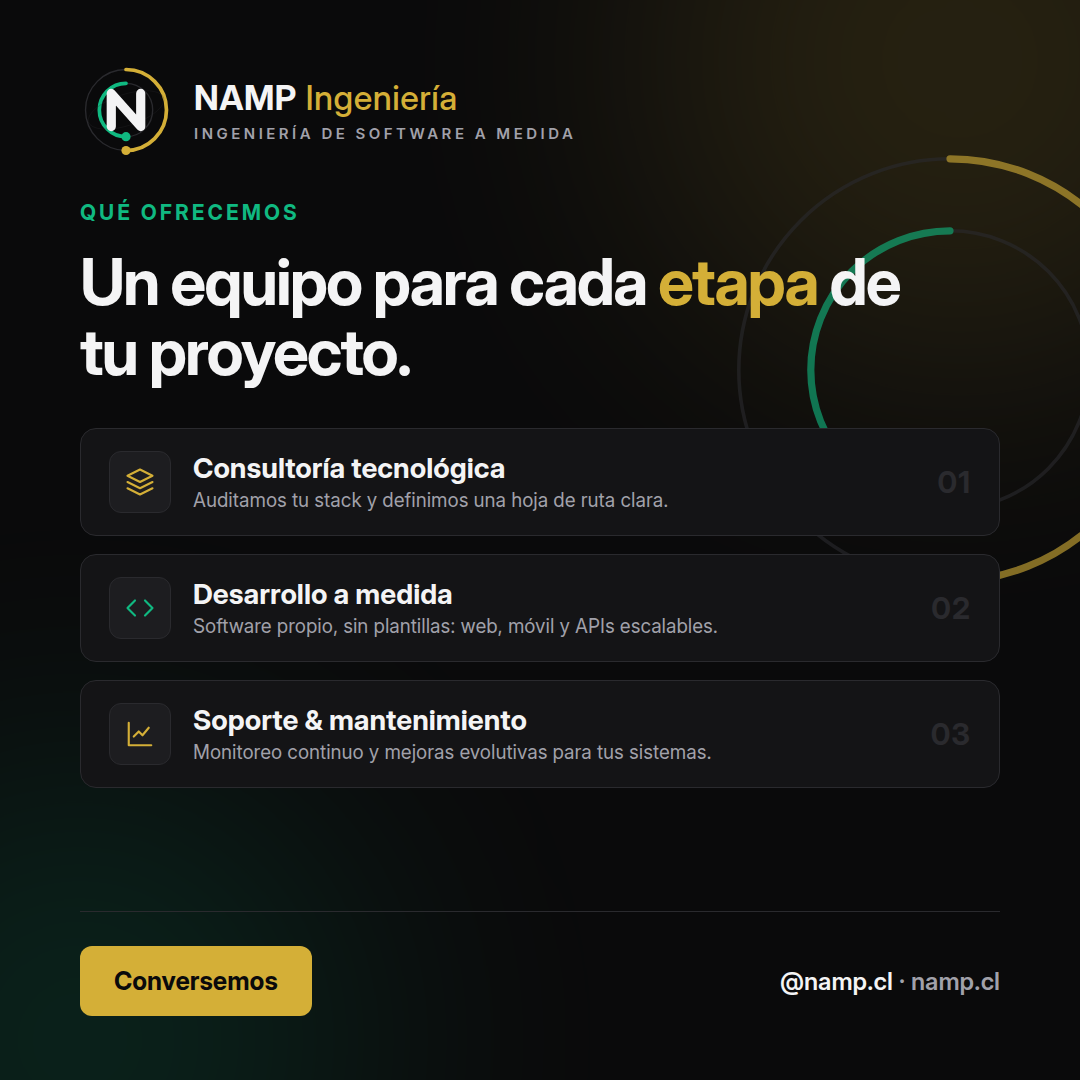 N
NAMP Ingeniería
INGENIERÍA DE SOFTWARE A MEDIDA
QUÉ OFRECEMOS
Un equipo para cada etapa de
tu proyecto.
Consultoría tecnológica
Auditamos tu stack y definimos una hoja de ruta clara.
01
Desarrollo a medida
Software propio, sin plantillas: web, móvil y APIs escalables.
02
Soporte & mantenimiento
Monitoreo continuo y mejoras evolutivas para tus sistemas.
03
Conversemos
@namp.cl · namp.cl